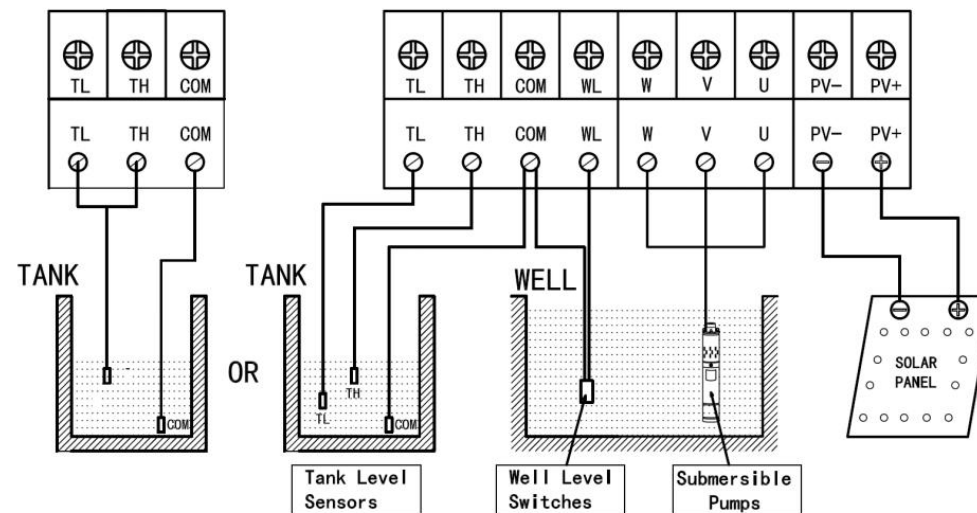 TL TH COM
TL TH COM
TL TH COM WL W V U PV- PV+
TL TH COM WL W V U PV- PV+
TANK
COM
OR
TANK
TH
TL
COM
WELL
SOLAR
PANEL
Tank Level
Sensors
Well Level
Switches
Submersible
Pumps